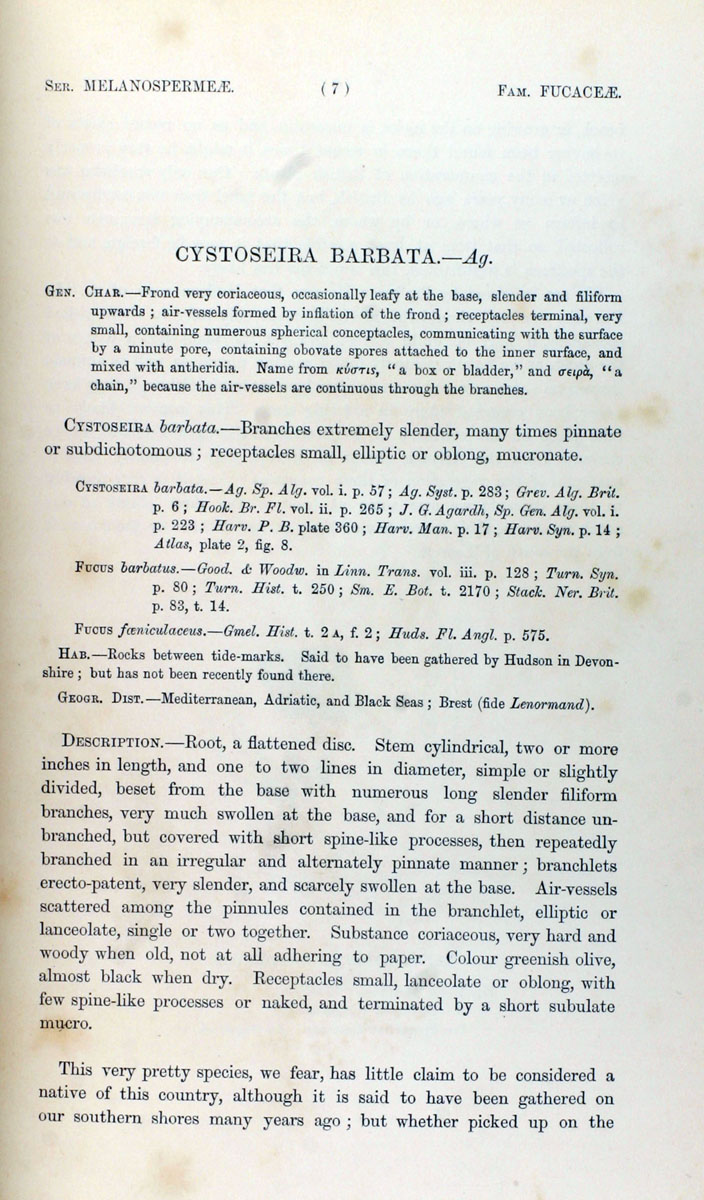 Ser. MELANOSPERMEÆ. ( 7 ) Fam. FUCACEÆ.
CYSTOSEIRA BARBATA.—Ag.
Gen. Char.—Frond very coriaceous, occasionally leafy at the base, slender and filiform
upwards ; air-vessels formed by inflation of the frond ; receptacles terminal, very
small, containing numerous spherical conceptacles, communicating with the surface
by a minute pore, containing obovate spores attached to the inner surface, and
mixed with antheridia. Name from κύστις, “a box or bladder,” and σειρὰ, “a
chain,” because the air-vessels are continuous through the branches.
Cystoseira barbata.—Branches extremely slender, many times pinnate
or subdichotomous ; receptacles small, elliptic or oblong, mucronate.
Cystoseira barbata.—Ag. Sp. Alg. vol. i. p. 57 ; Ag. Syst. p. 283 ; Grev. Alg. Brit.
p. 6 ; Hook. Br. Fl. vol. ii. p. 265 ; J. G. Agardh, Sp. Gen. Alg. vol. i.
p. 223 ; Harv. P. B. plate 360 ; Harv. Man. p. 17 ; Harv. Syn. p. 14 ;
Atlas, plate 2, fig. 8.
Fucus barbatus.—Good. & Woodw. in Linn. Trans. vol. iii. p. 128 ; Turn. Syn.
p. 80 ; Turn. Hist. t. 250 ; Sm. E. Bot. t. 2170 ; Stack. Ner. Brit.
p. 83, t. 14.
Fucus fœniculaceus.—Gmel. Hist. t. 2 A, f. 2 ; Huds. Fl. Angl. p. 575.
Hab.—Rocks between tide-marks. Said to have been gathered by Hudson in Devon-
shire ; but has not been recently found there.
Geogr. Dist.—Mediterranean, Adriatic, and Black Seas ; Brest (fide Lenormand).
Description.—Root, a flattened disc. Stem cylindrical, two or more
inches in length, and one to two lines in diameter, simple or slightly
divided, beset from the base with numerous long slender filiform
branches, very much swollen at the base, and for a short distance un-
branched, but covered with short spine-like processes, then repeatedly
branched in an irregular and alternately pinnate manner ; branchlets
erecto-patent, very slender, and scarcely swollen at the base. Air-vessels
scattered among the pinnules contained in the branchlet, elliptic or
lanceolate, single or two together. Substance coriaceous, very hard and
woody when old, not at all adhering to paper. Colour greenish olive,
almost black when dry. Receptacles small, lanceolate or oblong, with
few spine-like processes or naked, and terminated by a short subulate
mucro.
This very pretty species, we fear, has little claim to be considered a
native of this country, although it is said to have been gathered on
our southern shores many years ago ; but whether picked up on the